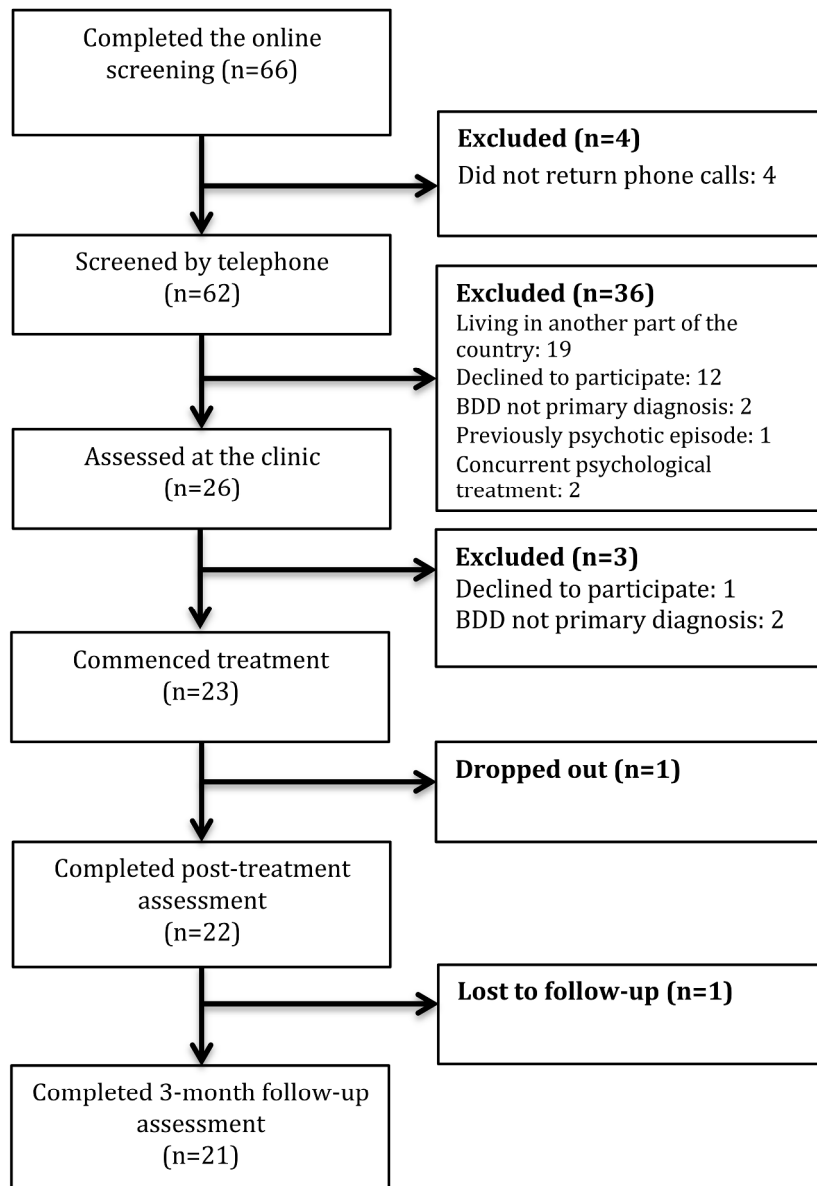 Completed the online
screening (n=66)
Excluded (n=4)
Did not return phone calls: 4
Screened by telephone
(n=62)
Excluded (n=36)
Living in another part of the
country: 19
Declined to participate: 12
BDD not primary diagnosis: 2
Previously psychotic episode: 1
Concurrent psychological
treatment: 2
Assessed at the clinic
(n=26)
Excluded (n=3)
Declined to participate: 1
BDD not primary diagnosis: 2
Commenced treatment
(n=23)
Dropped out (n=1)
Completed post-treatment
assessment
(n=22)
Lost to follow-up (n=1)
Completed 3-month follow-up
assessment
(n=21)